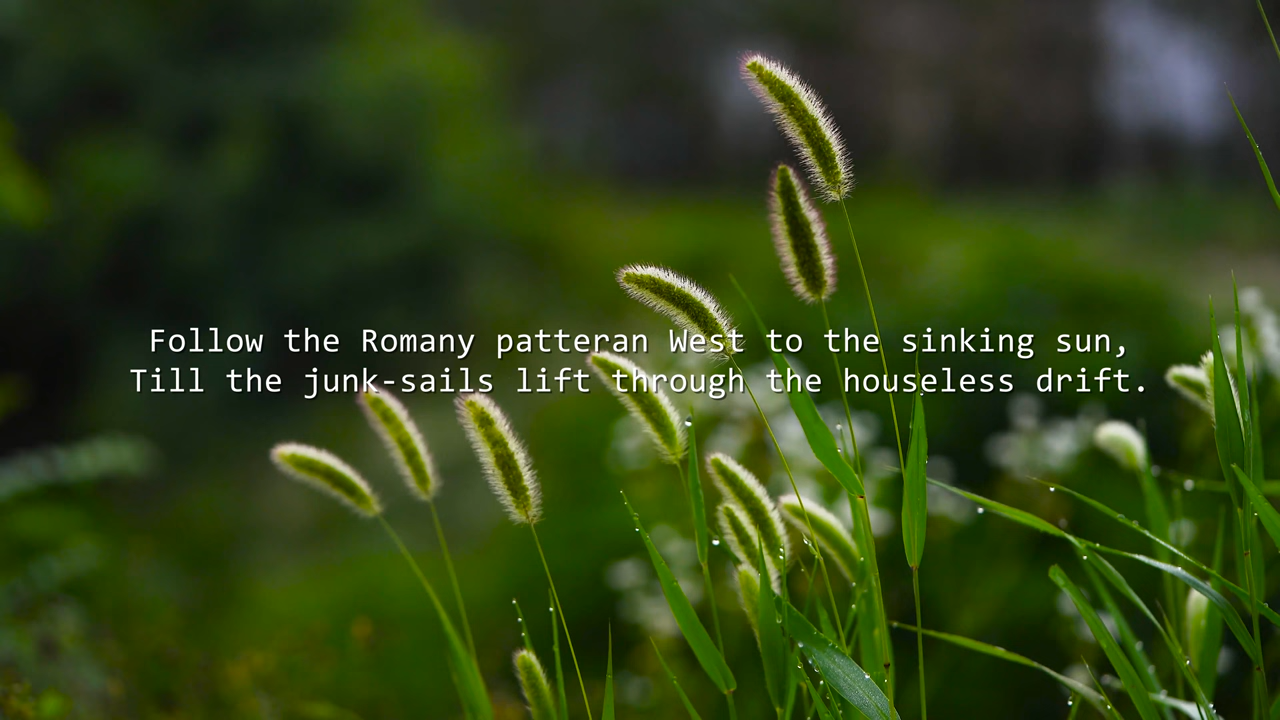 Follow the Romany patteran West to the sinking sun,
Till the junk-sails lift through the houseless drift.